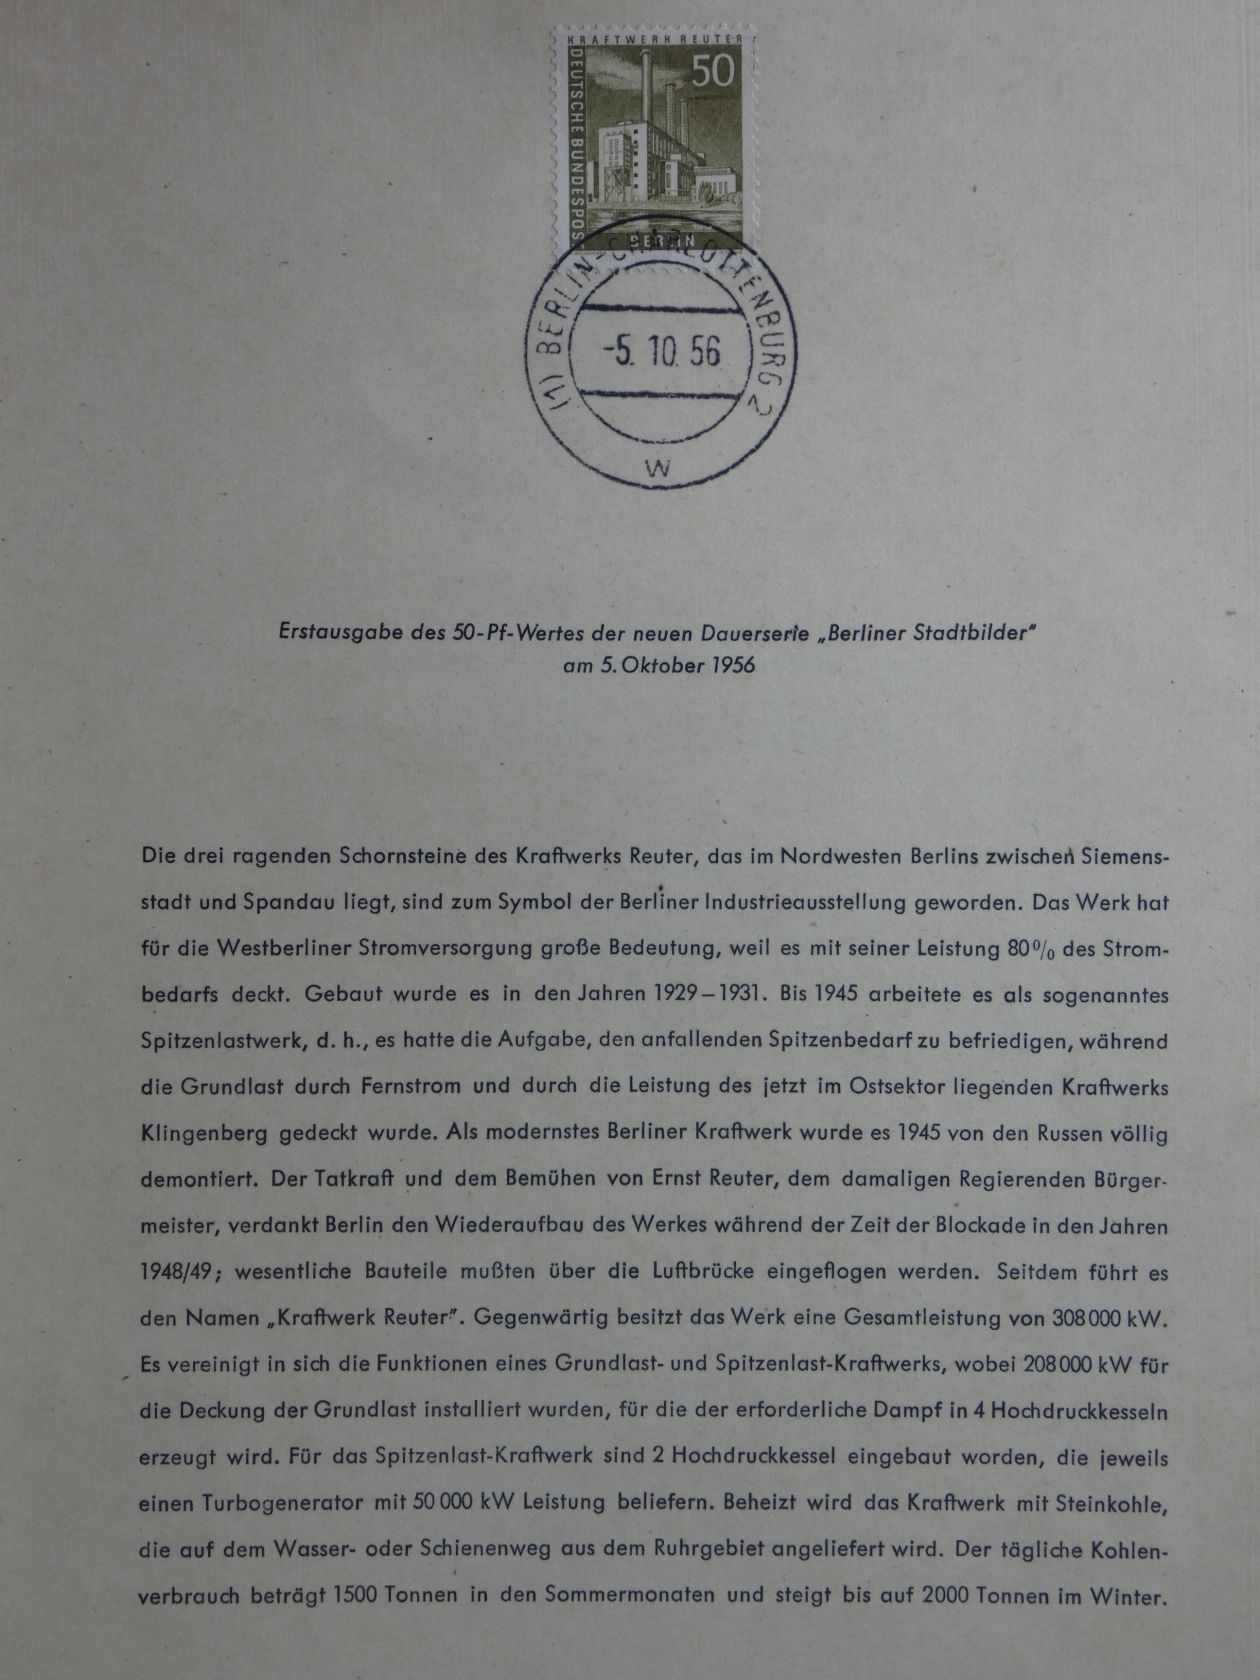 KRAFTWERK REUTER
50
DEUTSCHE BUNDESPOST
BERLIN
(1) BERLIN-CHARLOTTENBURG 2
-5. 10. 56
w
Erstausgabe des 50-Pf-Wertes der neuen Dauerserie „Berliner Stadtbilder“
am 5. Oktober 1956
Die drei ragenden Schornsteine des Kraftwerks Reuter, das im Nordwesten Berlins zwischen Siemens-
stadt und Spandau liegt, sind zum Symbol der Berliner Industrieausstellung geworden. Das Werk hat
für die Westberliner Stromversorgung große Bedeutung, weil es mit seiner Leistung 80% des Strom-
bedarfs deckt. Gebaut wurde es in den Jahren 1929–1931. Bis 1945 arbeitete es als sogenanntes
Spitzenlastwerk, d. h., es hatte die Aufgabe, den anfallenden Spitzenbedarf zu befriedigen, während
die Grundlast durch Fernstrom und durch die Leistung des jetzt im Ostsektor liegenden Kraftwerks
Klingenberg gedeckt wurde. Als modernstes Berliner Kraftwerk wurde es 1945 von den Russen völlig
demontiert. Der Tatkraft und dem Bemühen von Ernst Reuter, dem damaligen Regierenden Bürger-
meister, verdankt Berlin den Wiederaufbau des Werkes während der Zeit der Blockade in den Jahren
1948/49; wesentliche Bauteile mußten über die Luftbrücke eingeflogen werden. Seitdem führt es
den Namen „Kraftwerk Reuter“. Gegenwärtig besitzt das Werk eine Gesamtleistung von 308 000 kW.
Es vereinigt in sich die Funktionen eines Grundlast- und Spitzenlast-Kraftwerks, wobei 208 000 kW für
die Deckung der Grundlast installiert wurden, für die der erforderliche Dampf in 4 Hochdruckkesseln
erzeugt wird. Für das Spitzenlast-Kraftwerk sind 2 Hochdruckkessel eingebaut worden, die jeweils
einen Turbogenerator mit 50 000 kW Leistung beliefern. Beheizt wird das Kraftwerk mit Steinkohle,
die auf dem Wasser- oder Schienenweg aus dem Ruhrgebiet angeliefert wird. Der tägliche Kohlen-
verbrauch beträgt 1500 Tonnen in den Sommermonaten und steigt bis auf 2000 Tonnen im Winter.